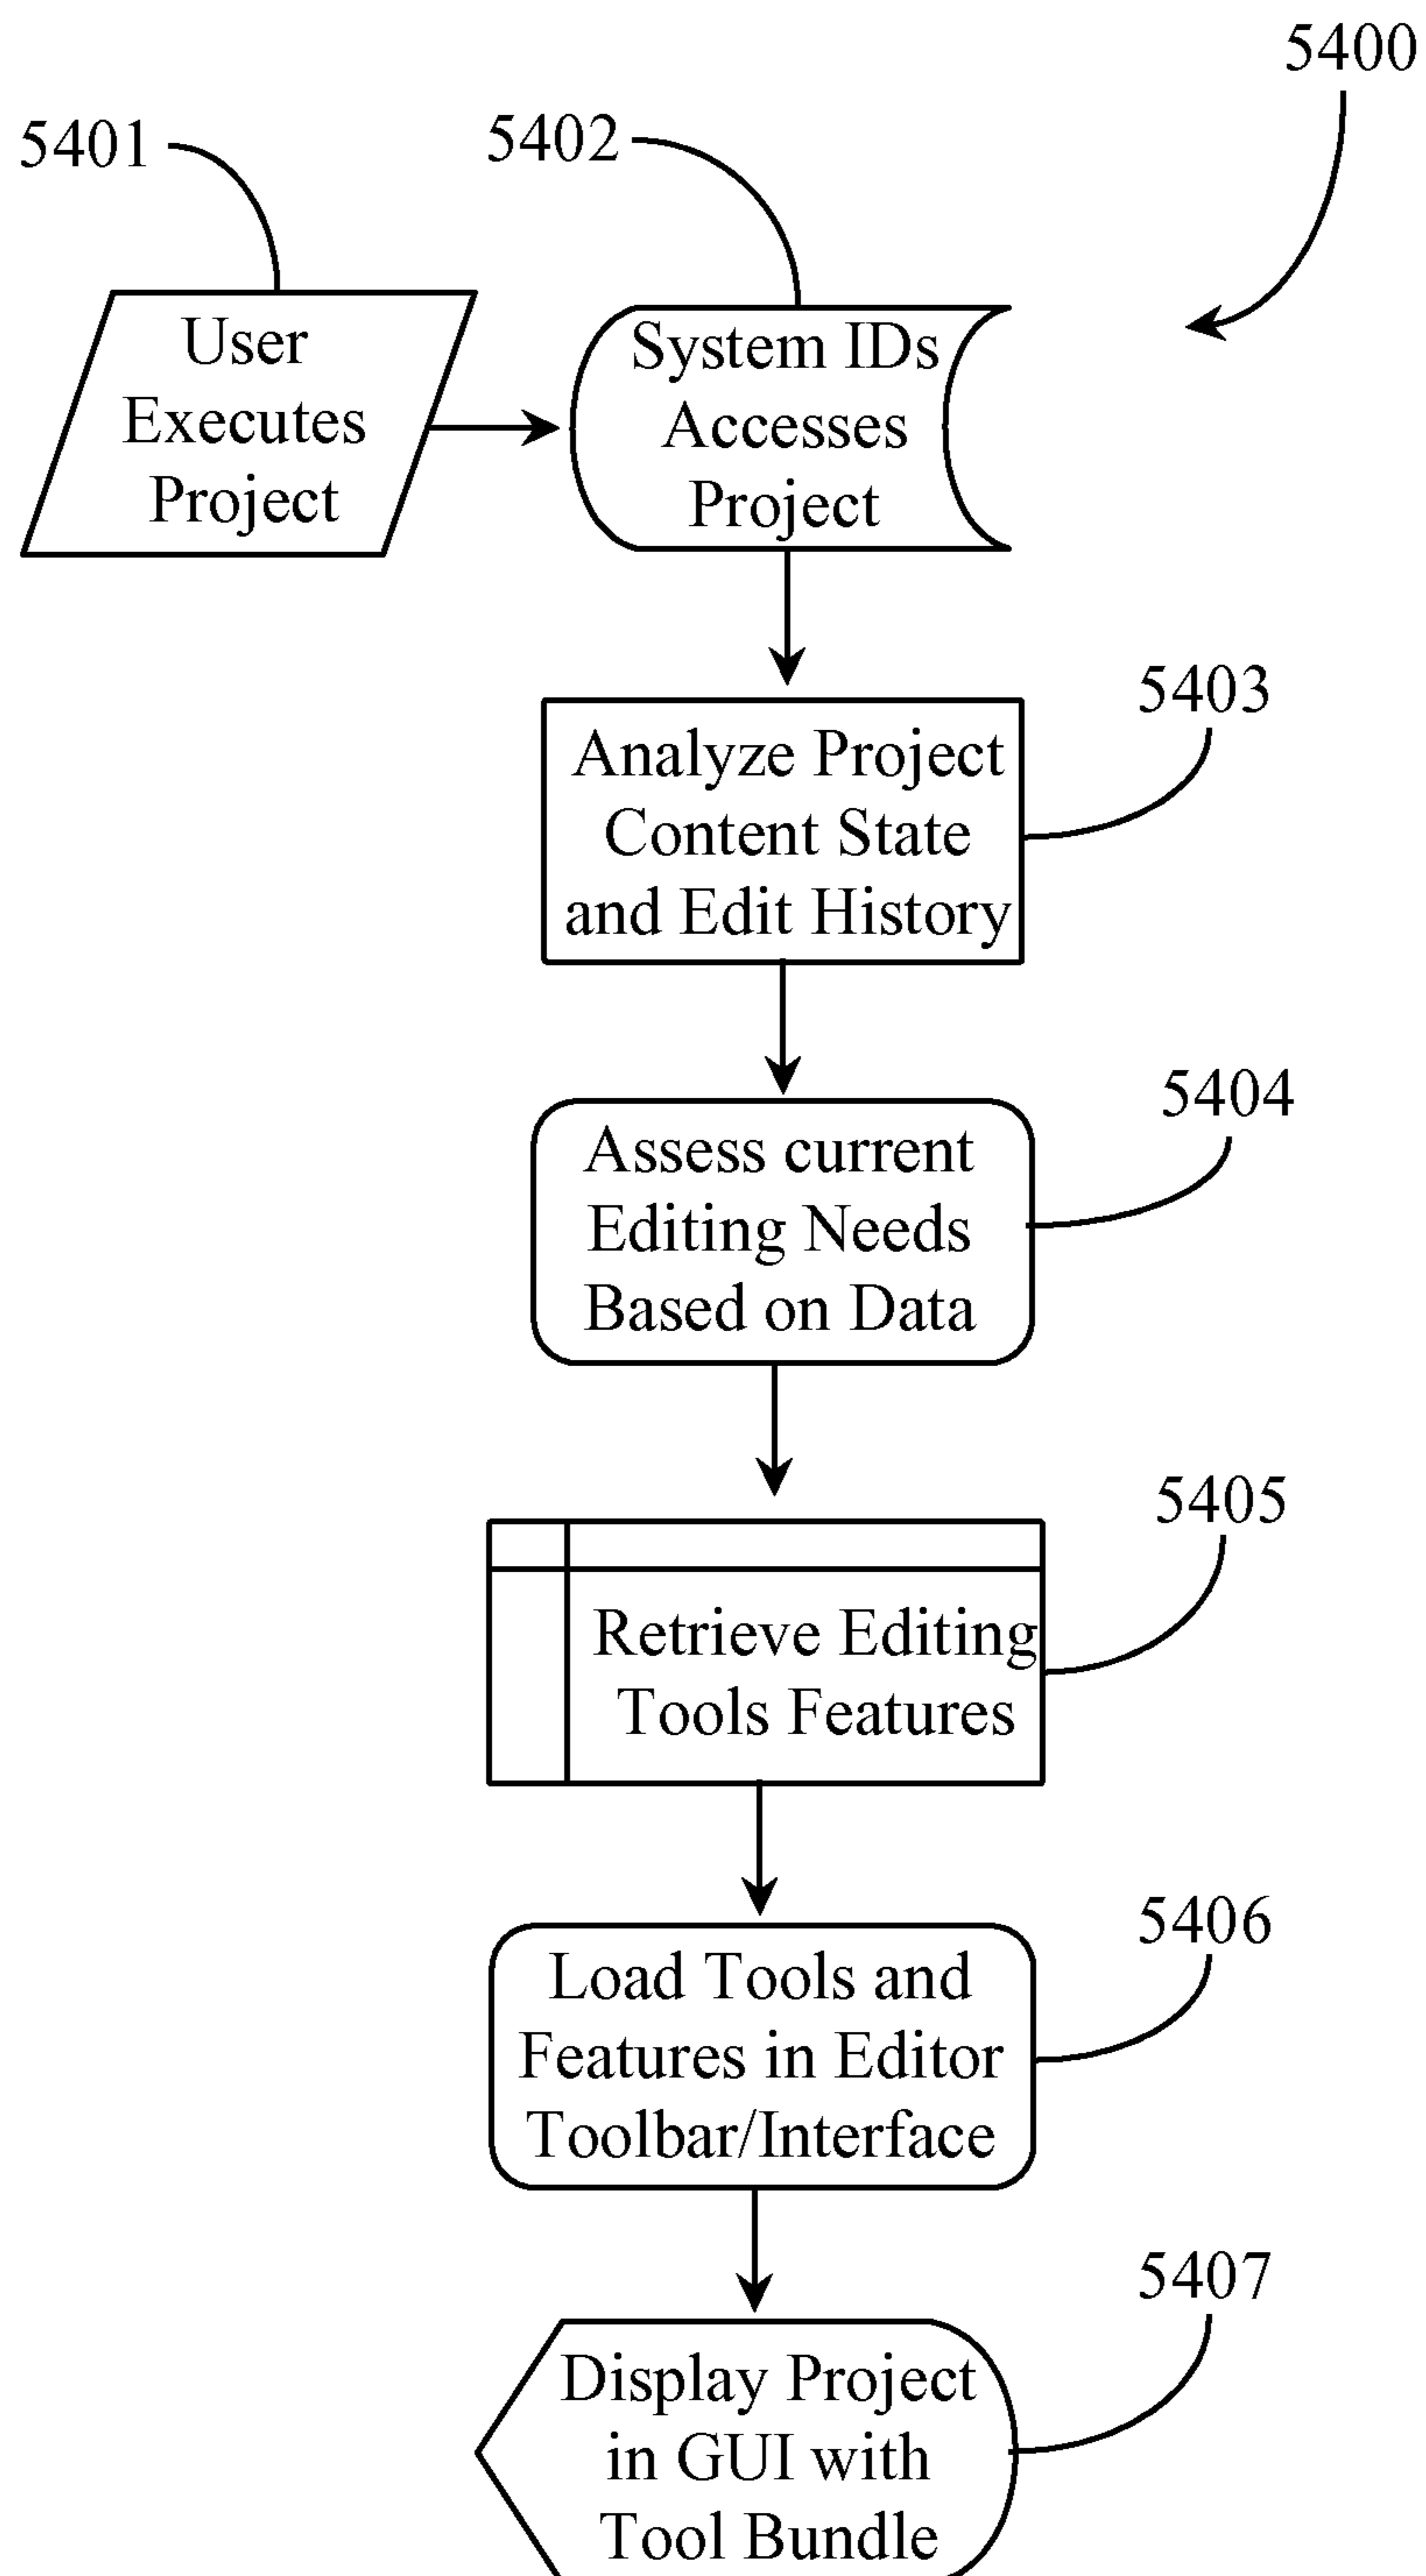 5400
5401
5402
User
Executes
Project
System IDs
Accesses
Project
5403
Analyze Project
Content State
and Edit History
5404
Assess current
Editing Needs
Based on Data
5405
Retrieve Editing
Tools Features
5406
Load Tools and
Features in Editor
Toolbar/Interface
5407
Display Project
in GUI with
Tool Bundle